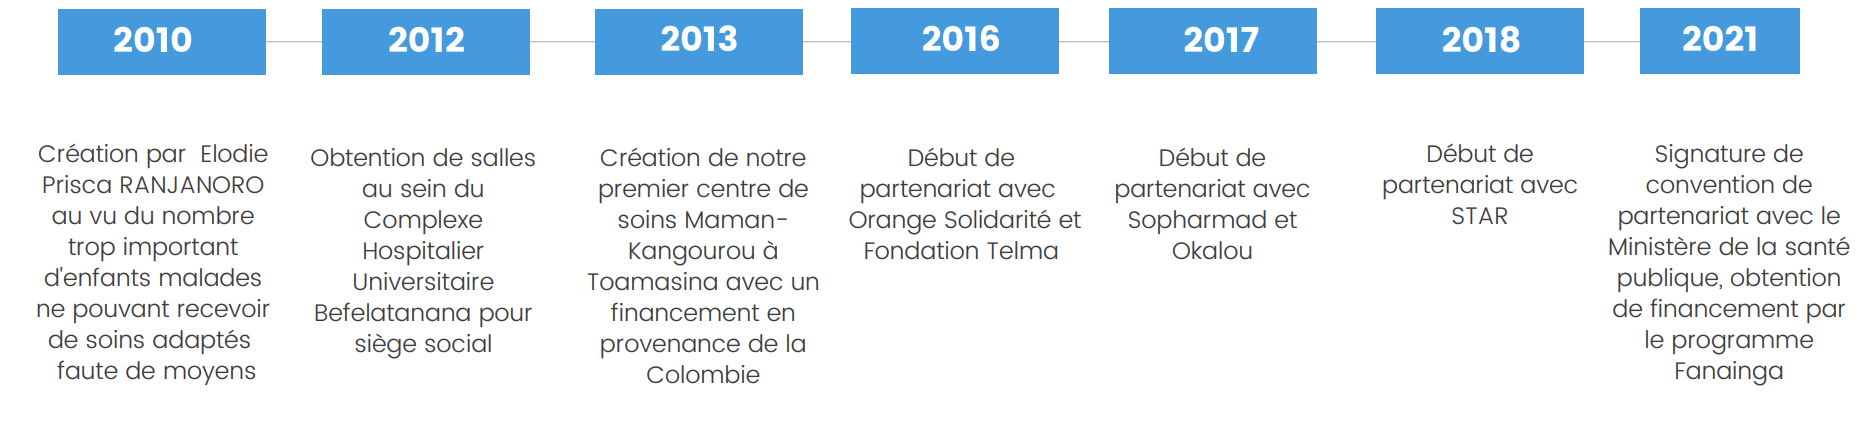 2010
2012
2013
2016
2017
2018
2021
Création par Elodie
Prisca RANJANORO
au vu du nombre
trop important
d'enfants malades
ne pouvant recevoir
de soins adaptés
faute de moyens
Obtention de salles
au sein du
Complexe
Hospitalier
Universitaire
Befelatanana pour
siège social
Création de notre
premier centre de
soins Maman-
Kangourou à
Toamasina avec un
financement en
provenance de la
Colombie
Début de
partenariat avec
Orange Solidarité et
Fondation Telma
Début de
partenariat avec
Sopharmad et
Okalou
Début de
partenariat avec
STAR
Signature de
convention de
partenariat avec le
Ministère de la santé
publique, obtention
de financement par
le programme
Fanainga